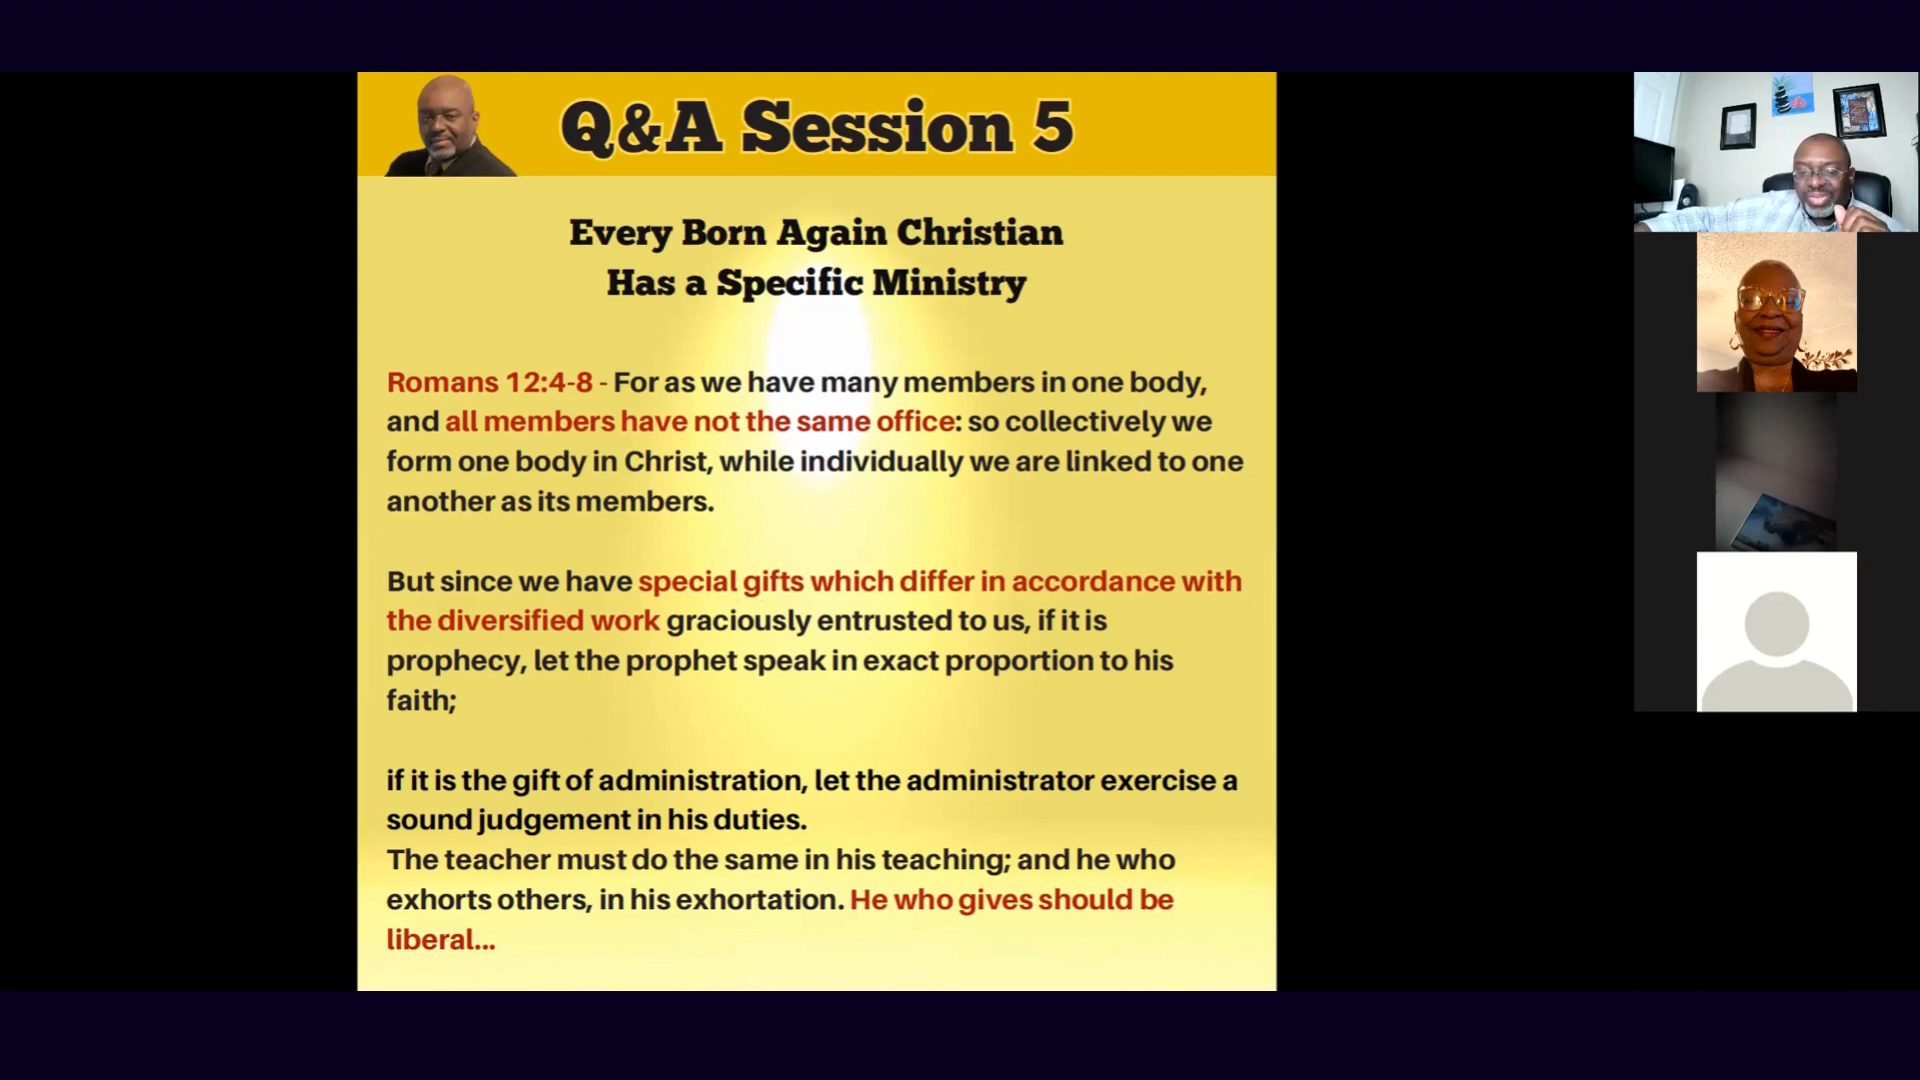 Q&A Session 5
Every Born Again Christian
Has a Specific Ministry
Romans 12:4-8 - For as we have many members in one body,
and all members have not the same office: so collectively we
form one body in Christ, while individually we are linked to one
another as its members.
But since we have special gifts which differ in accordance with
the diversified work graciously entrusted to us, if it is
prophecy, let the prophet speak in exact proportion to his
faith;
if it is the gift of administration, let the administrator exercise a
sound judgement in his duties.
The teacher must do the same in his teaching; and he who
exhorts others, in his exhortation. He who gives should be
liberal...